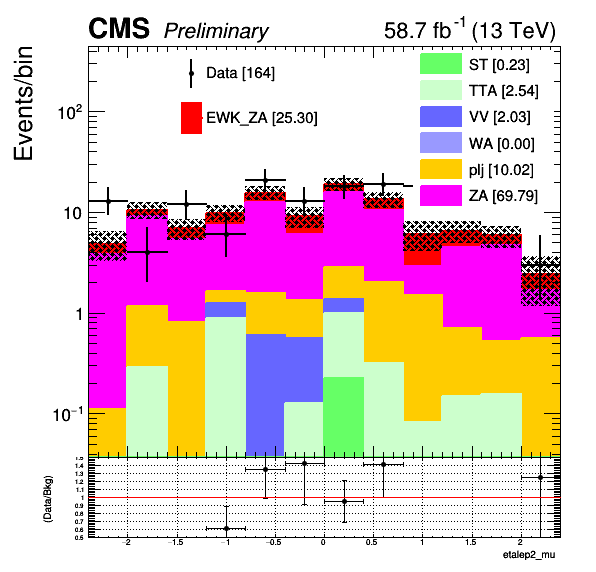 CMS Preliminary 58.7 fb⁻¹ (13 TeV)
Events/bin
Data [164]
EWK_ZA [25.30]
ST [0.23]
TTA [2.54]
VV [2.03]
WA [0.00]
plj [10.02]
ZA [69.79]
10²
10
1
10⁻¹
(Data/Bkg)
1.5
1.4
1.3
1.2
1.1
1
0.9
0.8
0.7
0.6
0.5
−2 −1.5 −1 −0.5 0 0.5 1 1.5 2
etalep2_mu